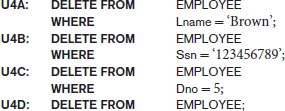 U4A: DELETE FROM EMPLOYEE
WHERE Lname = ‘Brown’;
U4B: DELETE FROM EMPLOYEE
WHERE Ssn = ‘123456789’;
U4C: DELETE FROM EMPLOYEE
WHERE Dno = 5;
U4D: DELETE FROM EMPLOYEE;